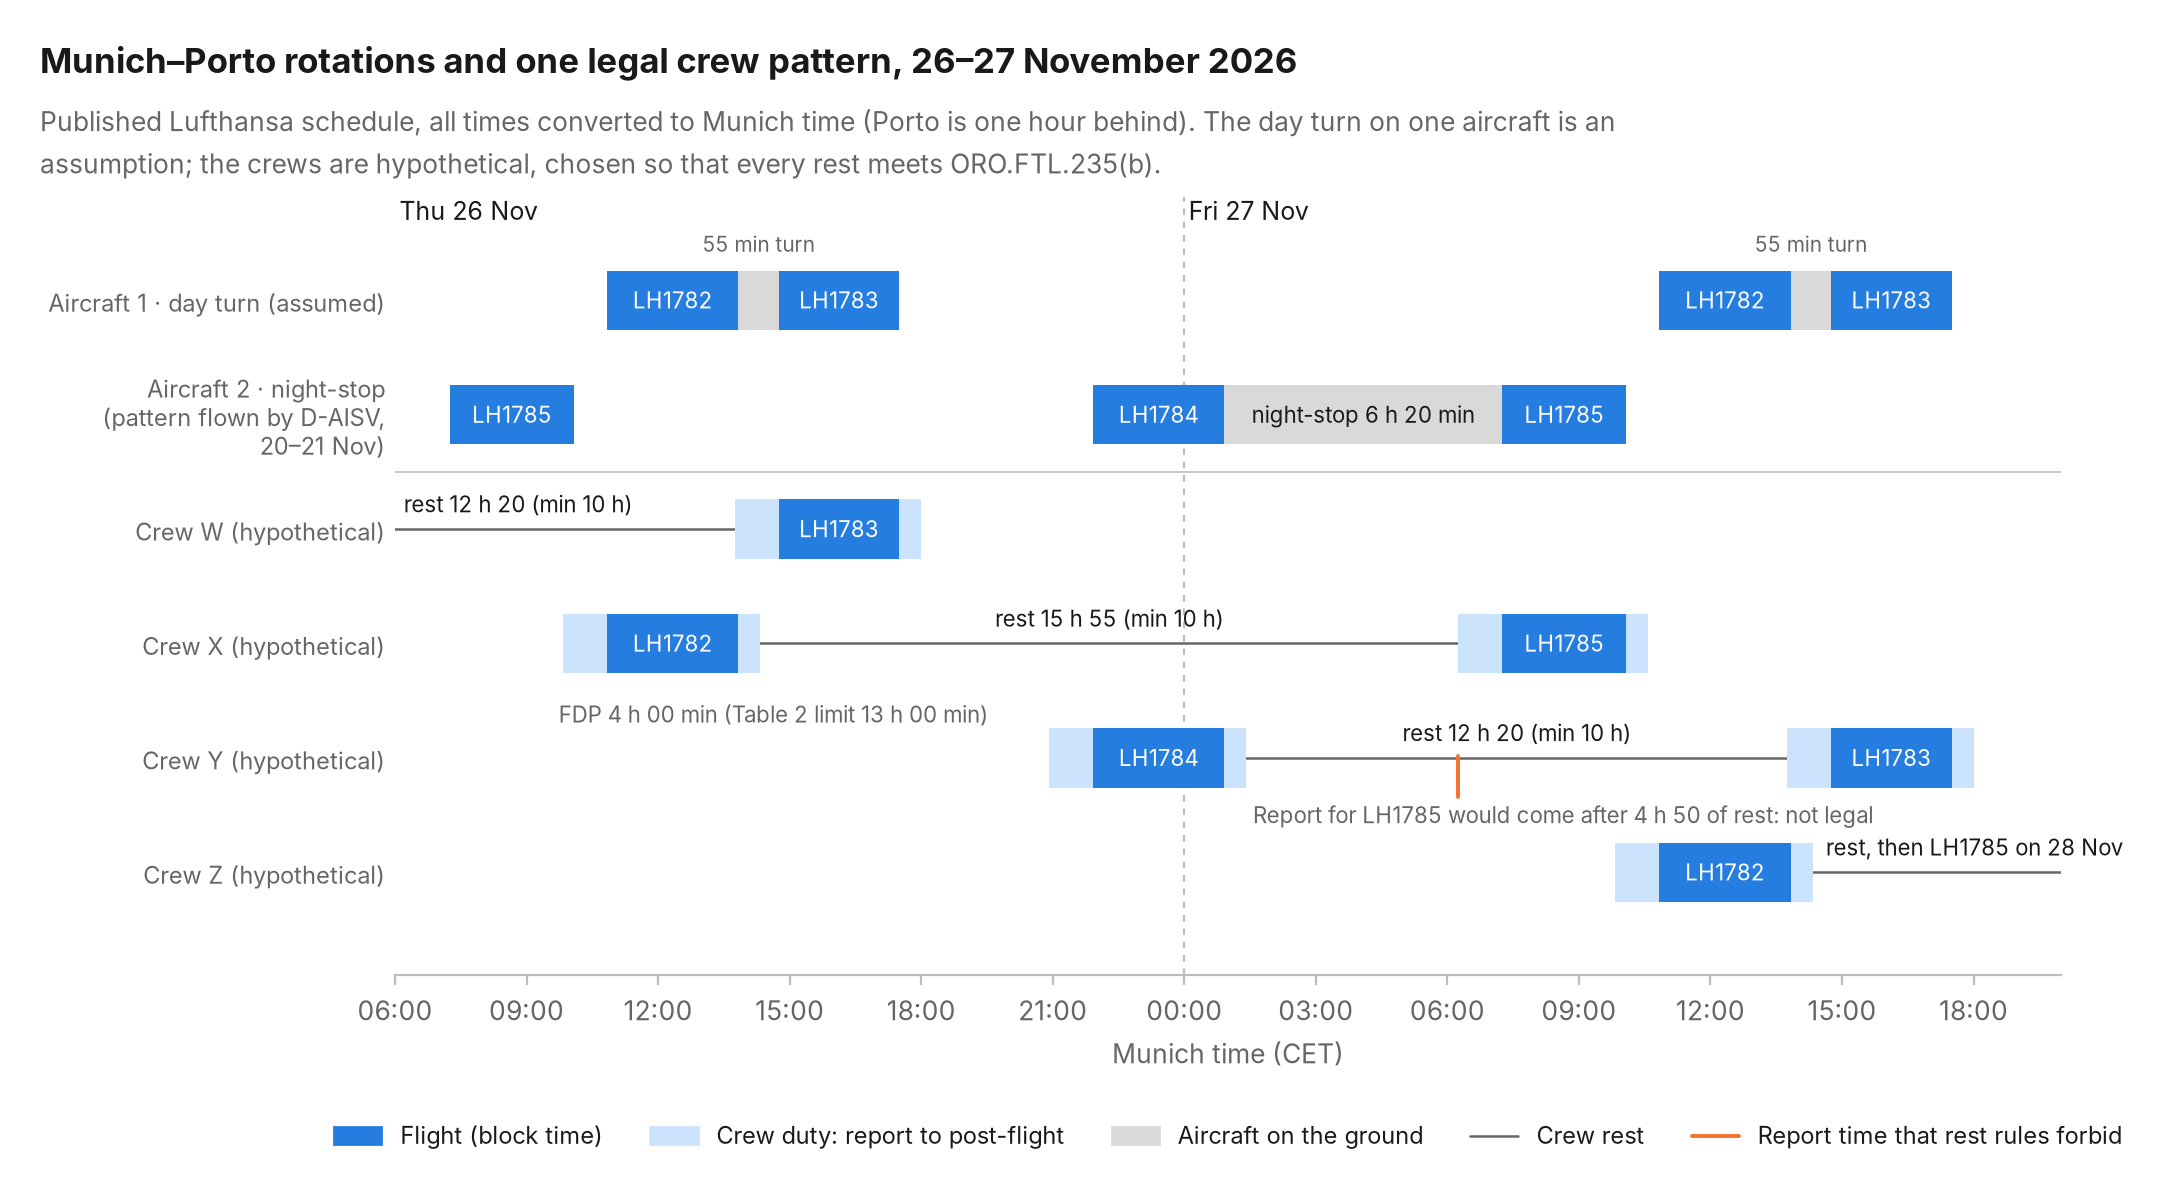 Munich–Porto rotations and one legal crew pattern, 26–27 November 2026
Published Lufthansa schedule, all times converted to Munich time (Porto is one hour behind). The day turn on one aircraft is an
assumption; the crews are hypothetical, chosen so that every rest meets ORO.FTL.235(b).
Thu 26 Nov
Fri 27 Nov
55 min turn
55 min turn
Aircraft 1 · day turn (assumed)
LH1782
LH1783
LH1782
LH1783
Aircraft 2 · night-stop
(pattern flown by D-AISV,
20–21 Nov)
LH1785
LH1784
night-stop 6 h 20 min
LH1785
rest 12 h 20 (min 10 h)
Crew W (hypothetical)
LH1783
rest 15 h 55 (min 10 h)
Crew X (hypothetical)
LH1782
LH1785
FDP 4 h 00 min (Table 2 limit 13 h 00 min)
rest 12 h 20 (min 10 h)
Crew Y (hypothetical)
LH1784
LH1783
Report for LH1785 would come after 4 h 50 of rest: not legal
rest, then LH1785 on 28 Nov
Crew Z (hypothetical)
LH1782
06:00
09:00
12:00
15:00
18:00
21:00
00:00
03:00
06:00
09:00
12:00
15:00
18:00
Munich time (CET)
Flight (block time)
Crew duty: report to post-flight
Aircraft on the ground
Crew rest
Report time that rest rules forbid